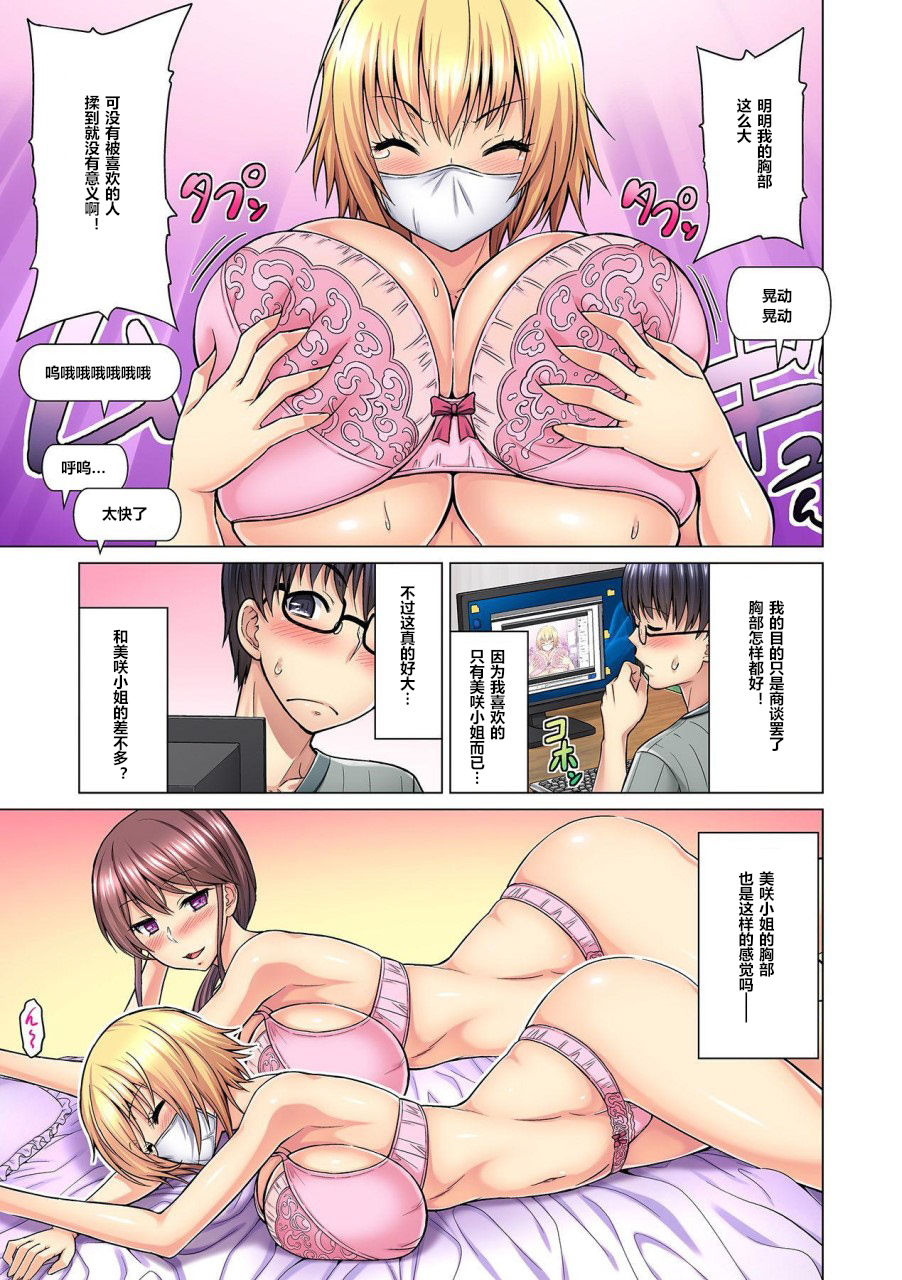 明明我的胸部
这么大
タプン
晃动
晃动
可没有被喜欢的人
揉到就没有意义啊！
タプン
呜哦哦哦哦哦哦
呼呜…
太快了
我的目的只是商谈罢了
胸部怎样都好！
コホン
因为我喜欢的
只有美咲小姐而已…
不过这真的好大…
和美咲小姐的差不多？
美咲小姐的胸部
也是这样的感觉吗──
ん～